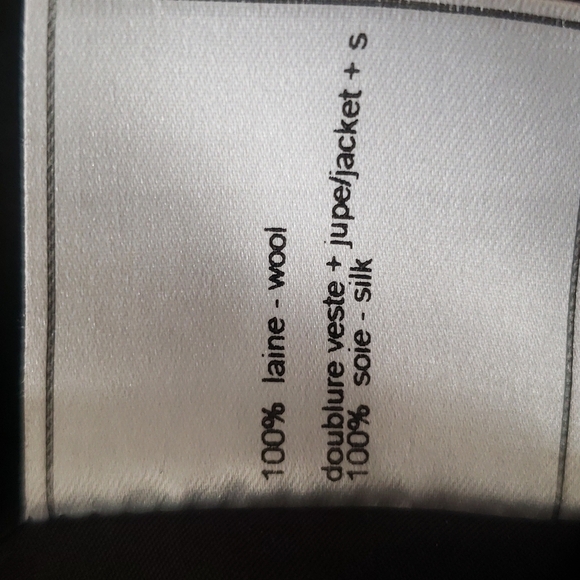 100% laine - wool
doublure veste + jupe/jacket + s
100% soie - silk